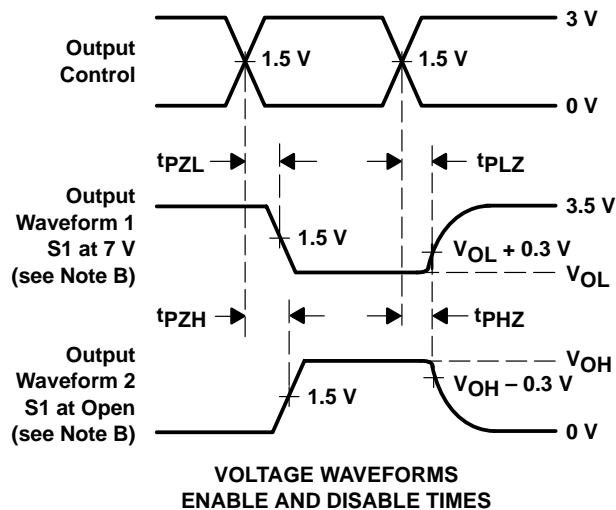 Output
Control
1.5 V
1.5 V
3 V
0 V
tPZL
tPLZ
Output
Waveform 1
S1 at 7 V
(see Note B)
1.5 V
3.5 V
VOL + 0.3 V
VOL
tPZH
tPHZ
Output
Waveform 2
S1 at Open
(see Note B)
1.5 V
VOH
VOH – 0.3 V
0 V
VOLTAGE WAVEFORMS
ENABLE AND DISABLE TIMES